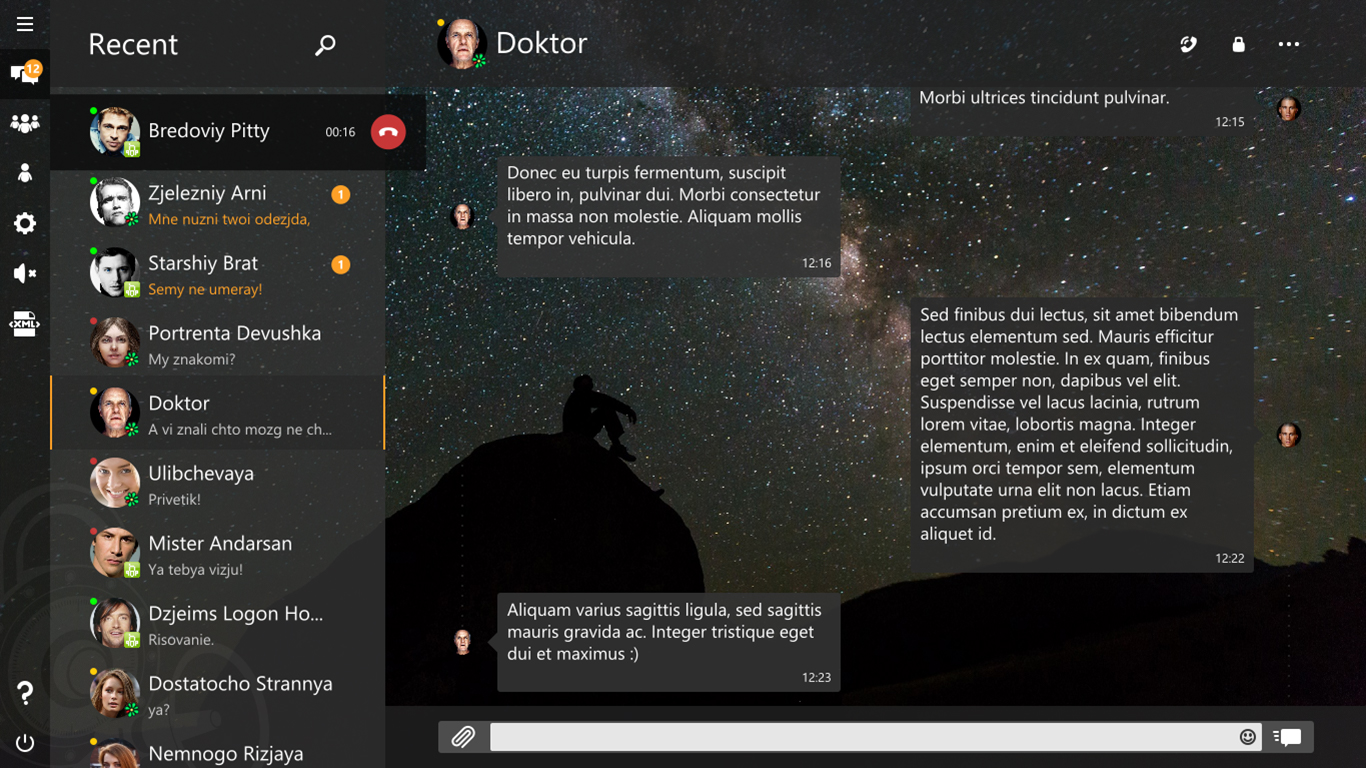 Recent
Doktor
12
Bredoviy Pitty
00:16
Zjelezniy Arni
1
Mne nuzni twoi odezjda,
Starshiy Brat
1
Semy ne umeray!
Portrenta Devushka
My znakomi?
Doktor
A vi znali chto mozg ne ch...
Ulibchevaya
Privetik!
Mister Andarsan
Ya tebya vizju!
Dzjeims Logon Ho...
Risovanie.
Dostatocho Strannya
ya?
Nemnogo Rizjaya
XML
?
Morbi ultrices tincidunt pulvinar.
12:15
Donec eu turpis fermentum, suscipit
libero in, pulvinar dui. Morbi consectetur
in massa non molestie. Aliquam mollis
tempor vehicula.
12:16
Sed finibus dui lectus, sit amet bibendum
lectus elementum sed. Mauris efficitur
porttitor molestie. In ex quam, finibus
eget semper non, dapibus vel elit.
Suspendisse vel lacus lacinia, rutrum
lorem vitae, lobortis magna. Integer
elementum, enim et eleifend sollicitudin,
ipsum orci tempor sem, elementum
vulputate urna elit non lacus. Etiam
accumsan pretium ex, in dictum ex
aliquet id.
12:22
Aliquam varius sagittis ligula, sed sagittis
mauris gravida ac. Integer tristique eget
dui et maximus :)
12:23